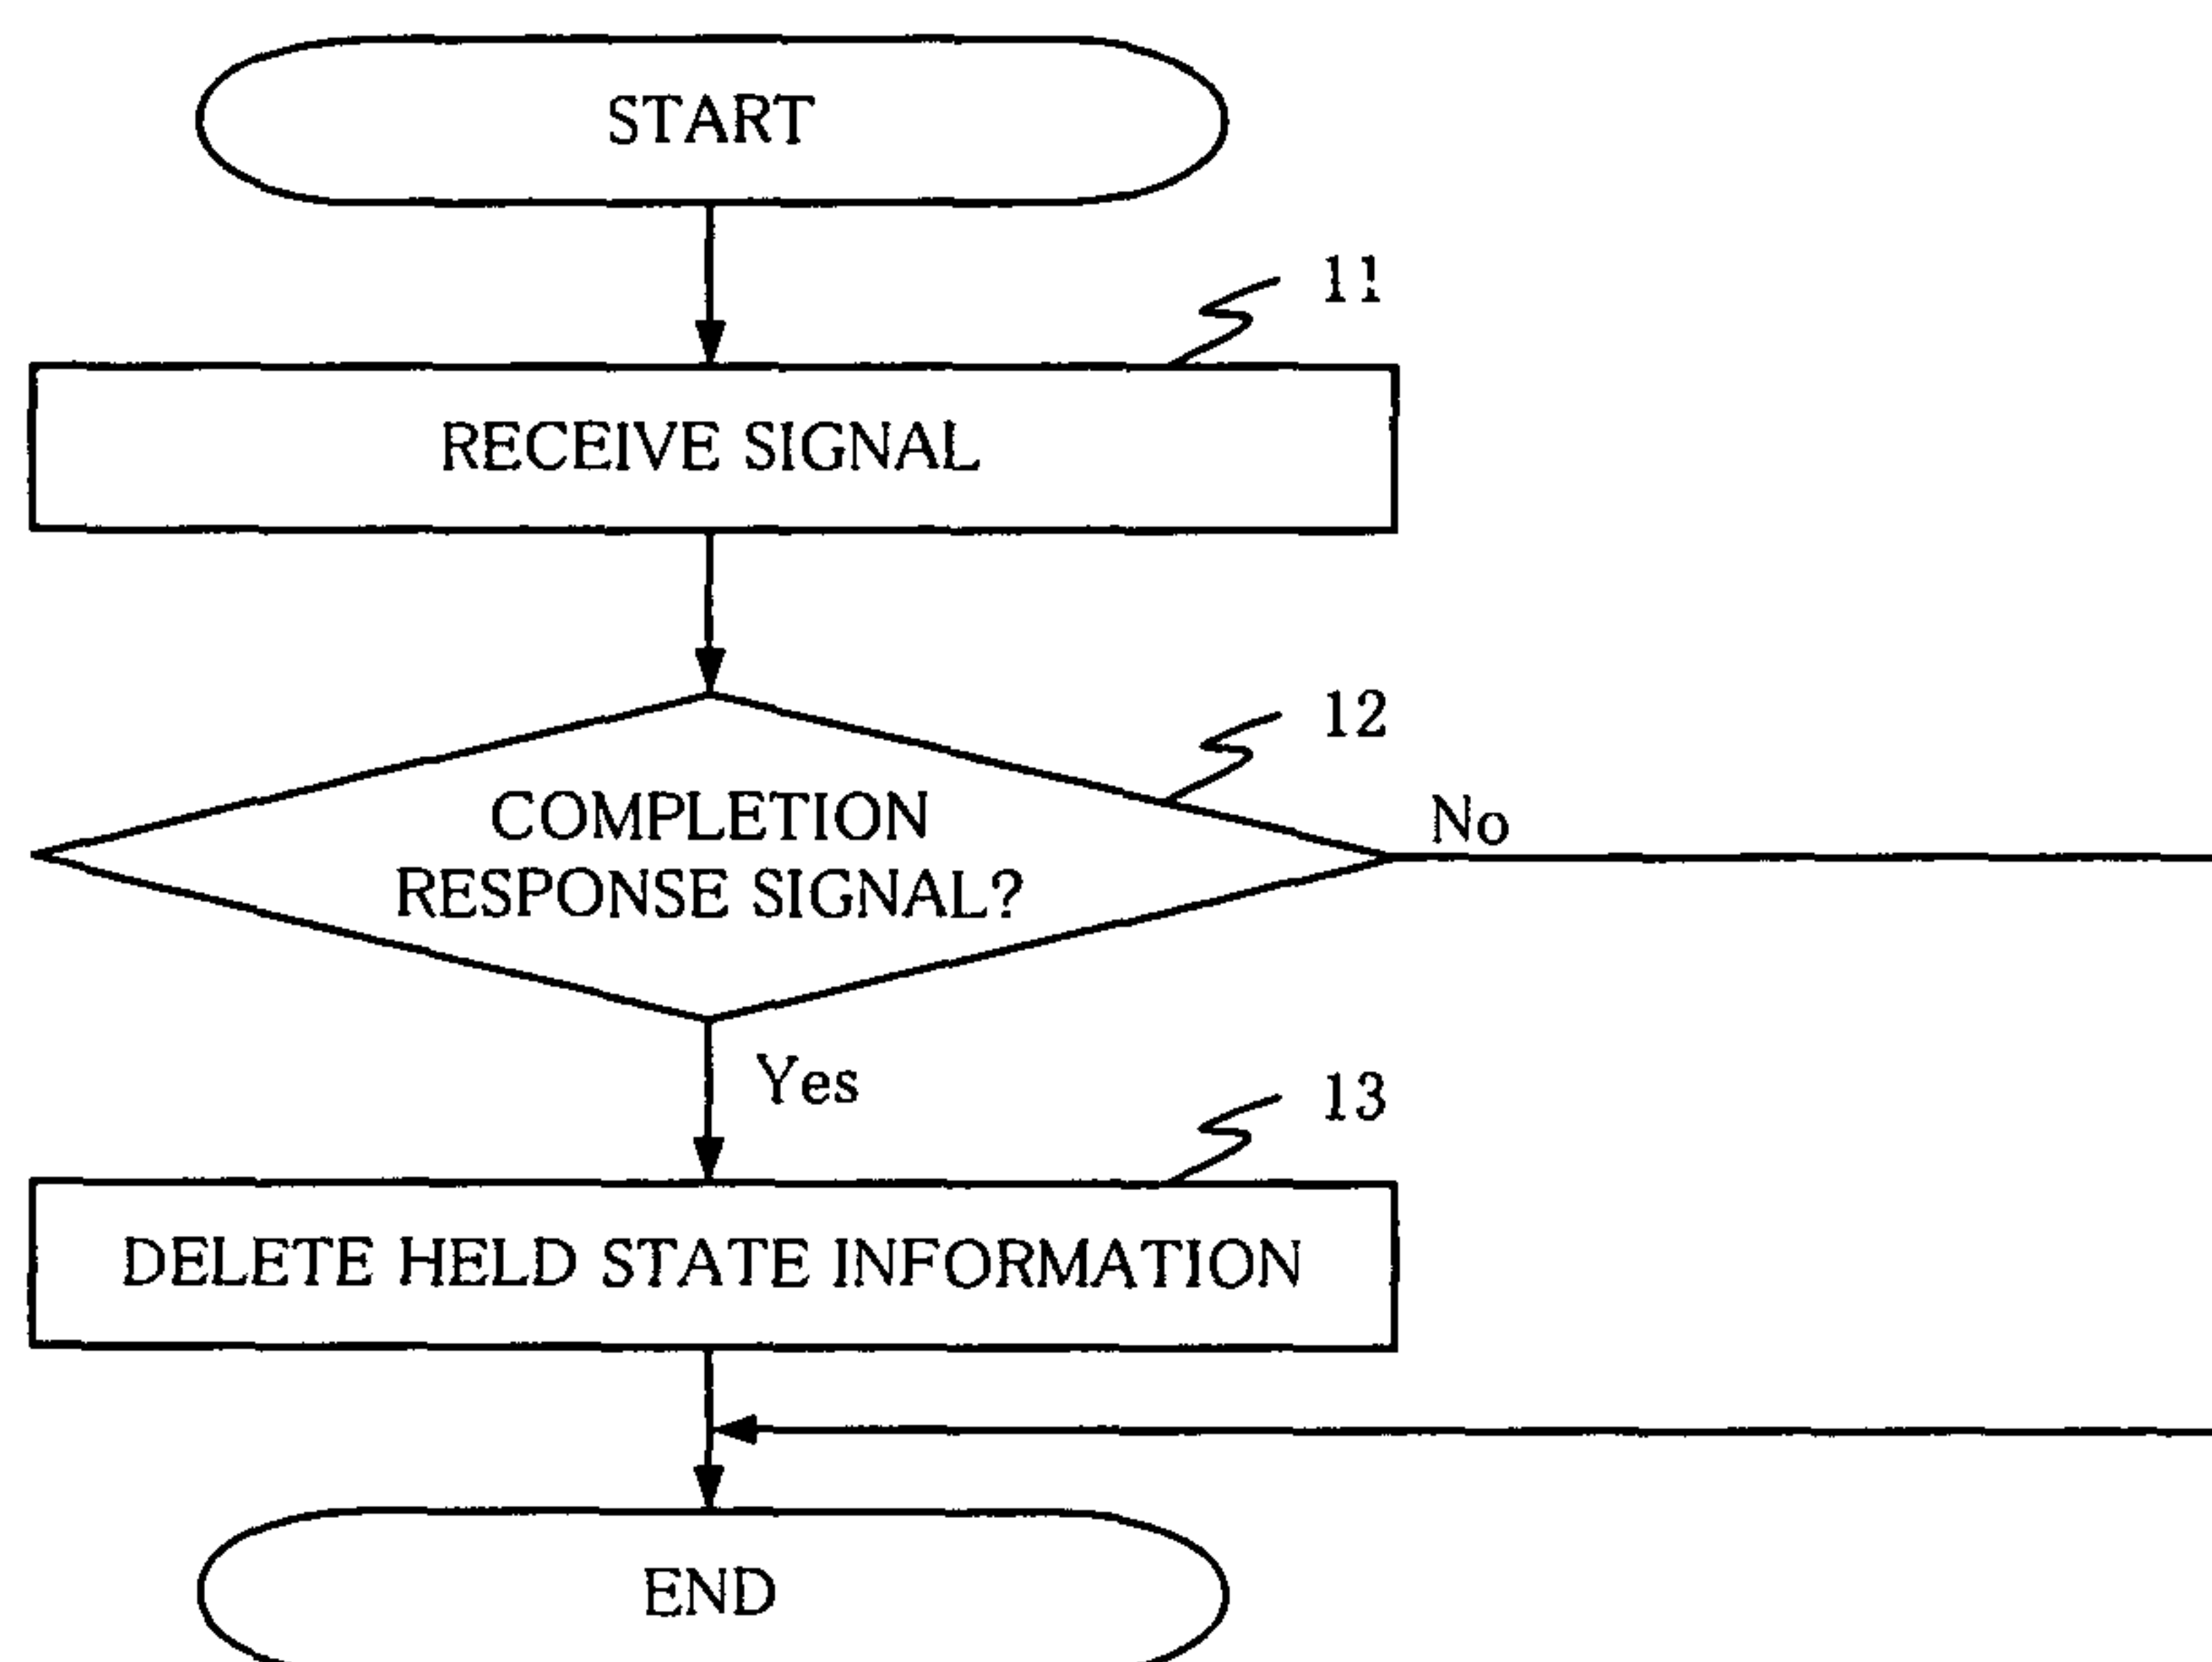 START
11
RECEIVE SIGNAL
12
COMPLETION
RESPONSE SIGNAL?
No
Yes
13
DELETE HELD STATE INFORMATION
END